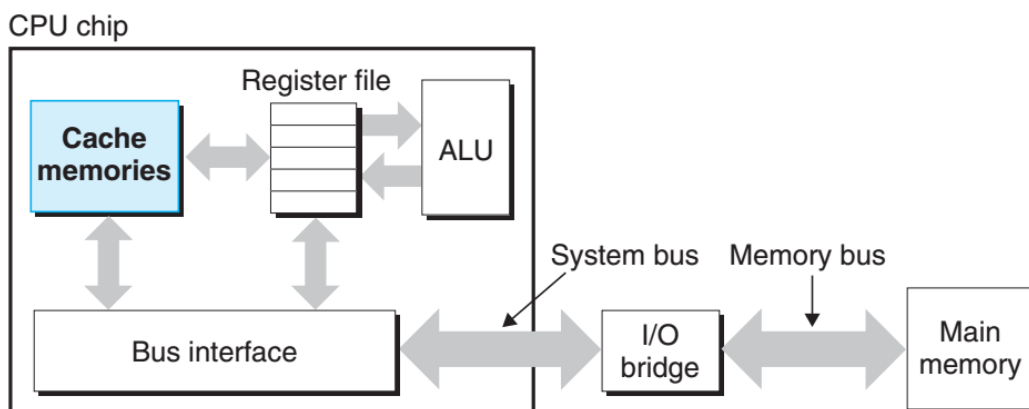 CPU chip
Register file
Cache
memories
ALU
System bus
Memory bus
Bus interface
I/O
bridge
Main
memory